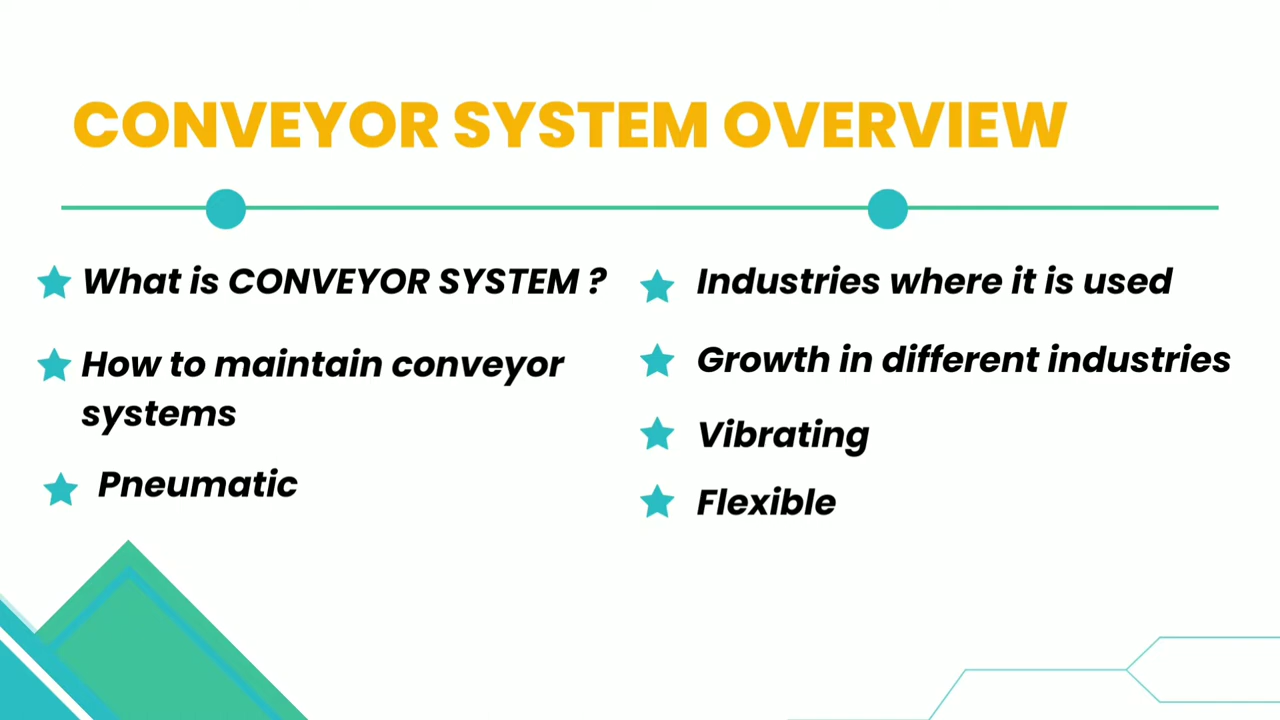 CONVEYOR SYSTEM OVERVIEW
What is CONVEYOR SYSTEM ?
How to maintain conveyor
systems
Pneumatic
Industries where it is used
Growth in different industries
Vibrating
Flexible